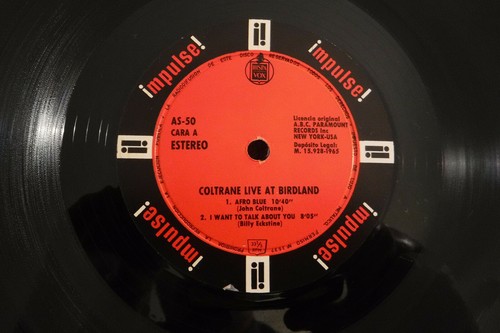 impulse!
impulse!
HISPA
VOX
AS-50
CARA A
ESTEREO
Licencia original
A.B.C. PARAMOUNT
RECORDS Inc
NEW YORK-USA
Depósito Legal:
M. 15.928-1965
COLTRANE LIVE AT BIRDLAND
1. AFRO BLUE 10'40"
(John Coltrane)
2. I WANT TO TALK ABOUT YOU 8'05"
(Billy Eckstine)
impulse!
impulse!